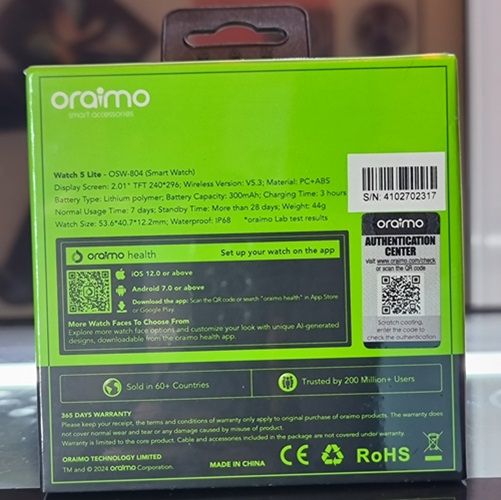 oraimo
smart accessories
Watch 5 Lite - OSW-804 (Smart Watch)
Display Screen: 2.01" TFT 240*296; Wireless Version: V5.3; Material: PC+ABS
Battery Type: Lithium polymer; Battery Capacity: 300mAh; Charging Time: 3 hours
Normal Usage Time: 7 days; Standby Time: More than 28 days; Weight: 44g
Watch Size: 53.6*40.7*12.2mm; Waterproof: IP68 *oraimo Lab test results
S/N: 4102702317
oraimo
AUTHENTICATION
CENTER
visit www.oraimo.com/check
or scan the QR code
Scratch coating,
enter the code to
check the authentication
oraimo health
Set up your watch on the app
iOS 12.0 or above
Android 7.0 or above
Download the app: Scan the QR code or search "oraimo health" in App Store
or Google Play
More Watch Faces To Choose From
Explore more watch face options and customize your look with unique AI-generated
designs, downloadable from the oraimo health app.
Sold in 60+ Countries
Trusted by 200 Million+ Users
365 DAYS WARRANTY
Please keep your receipt, the terms and conditions of warranty only apply to original purchase of oraimo products. The warranty does
not cover normal wear and tear or any damage caused by misuse of product.
Warranty is limited to the core product. Cable and accessories included in the package are not covered under warranty.
ORAIMO TECHNOLOGY LIMITED
TM and © 2024 oraimo Corporation.
MADE IN CHINA
CE
RoHS